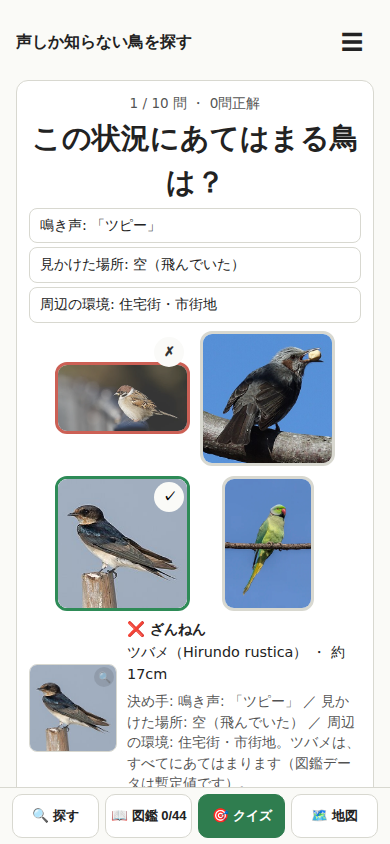 声しか知らない鳥を探す
☰
1 / 10 問 ・ 0問正解
この状況にあてはまる鳥
は？
鳴き声: 「ツピー」
見かけた場所: 空（飛んでいた）
周辺の環境: 住宅街・市街地
✗
✓
❌ ざんねん
ツバメ（Hirundo rustica） ・ 約
17cm
決め手: 鳴き声: 「ツピー」 ／ 見か
けた場所: 空（飛んでいた） ／ 周辺
の環境: 住宅街・市街地。ツバメは、
すべてにあてはまります（図鑑デー
タは暫定値です）。
🔍 探す
📖 図鑑 0/44
🎯 クイズ
🗺️ 地図